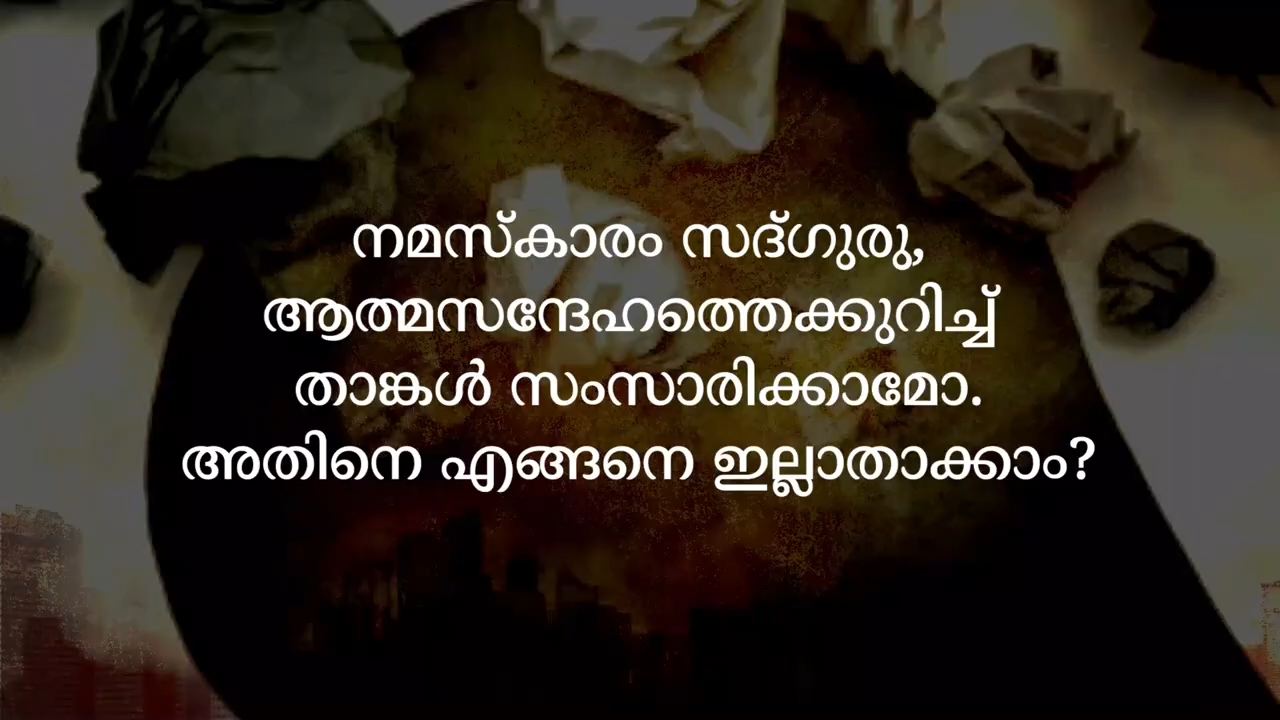 നമസ്കാരം സദ്ഗുരു,
ആത്മസന്ദേഹത്തെക്കുറിച്ച്
താങ്കൾ സംസാരിക്കാമോ.
അതിനെ എങ്ങനെ ഇല്ലാതാക്കാം?